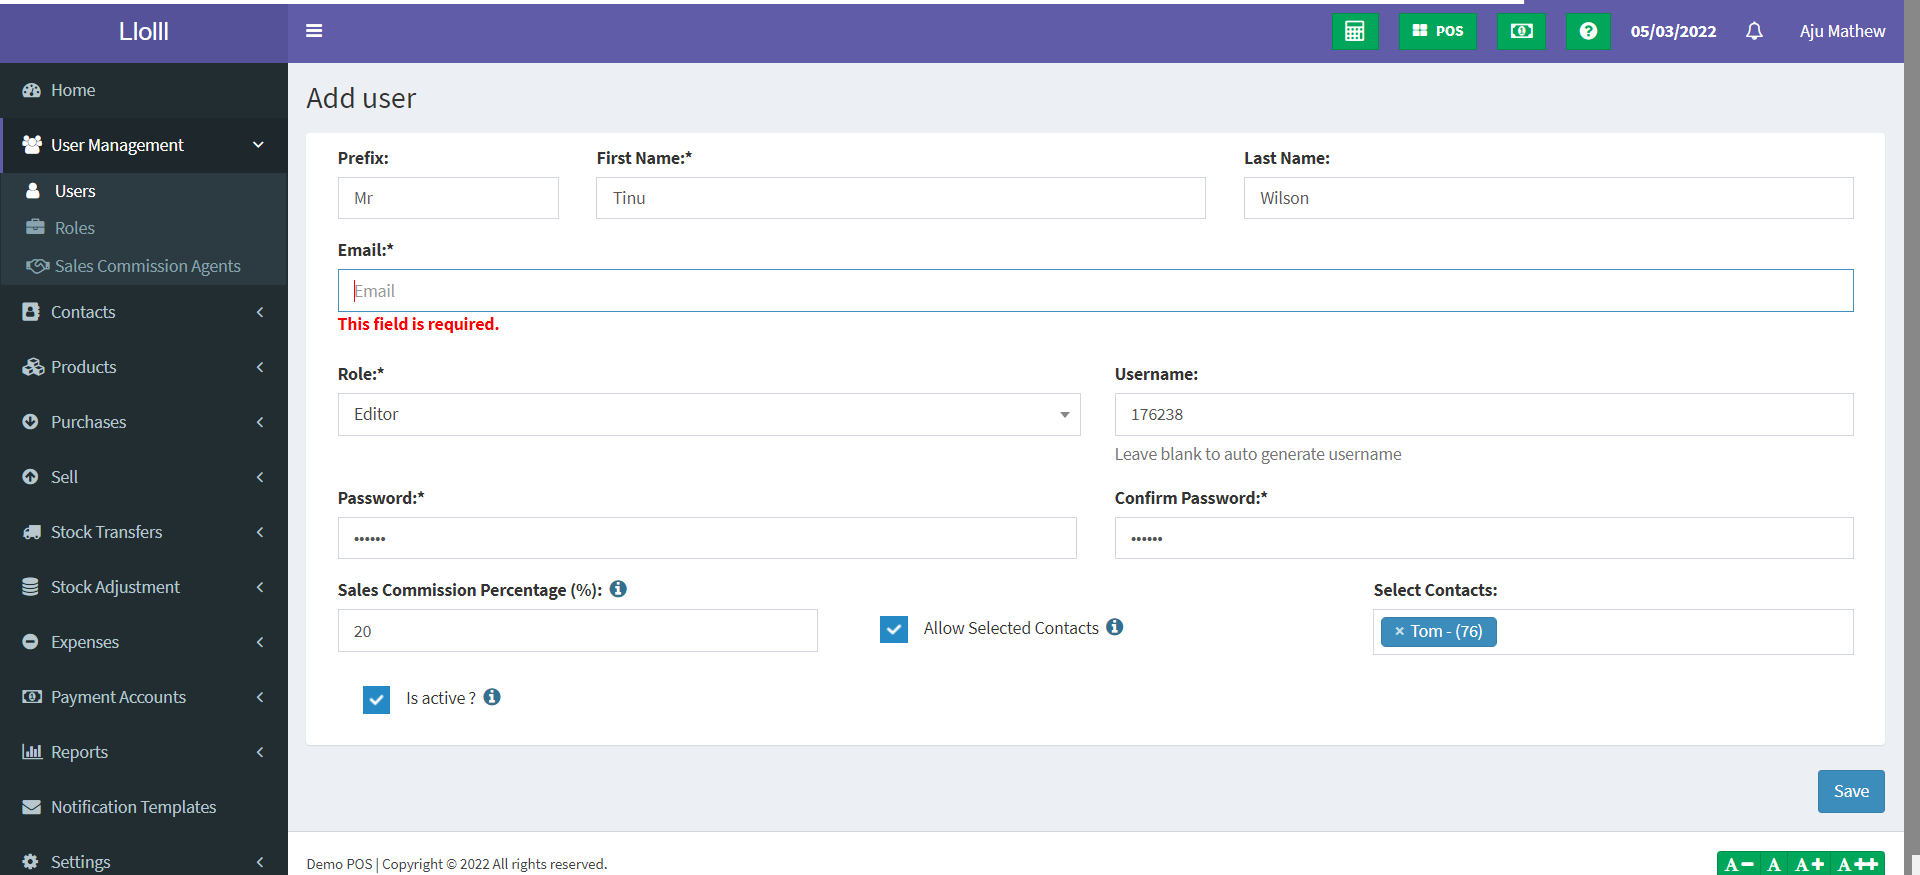 Llolll
POS
05/03/2022
Aju Mathew
Home
User Management
Users
Roles
Sales Commission Agents
Contacts
Products
Purchases
Sell
Stock Transfers
Stock Adjustment
Expenses
Payment Accounts
Reports
Notification Templates
Settings
Add user
Prefix:
First Name:*
Last Name:
Mr
Tinu
Wilson
Email:*
Email
This field is required.
Role:*
Username:
Editor
176238
Leave blank to auto generate username
Password:*
Confirm Password:*
••••••
••••••
Sales Commission Percentage (%):
Select Contacts:
20
Allow Selected Contacts
× Tom - (76)
Is active ?
Save
Demo POS | Copyright © 2022 All rights reserved.
A− A A+ A++